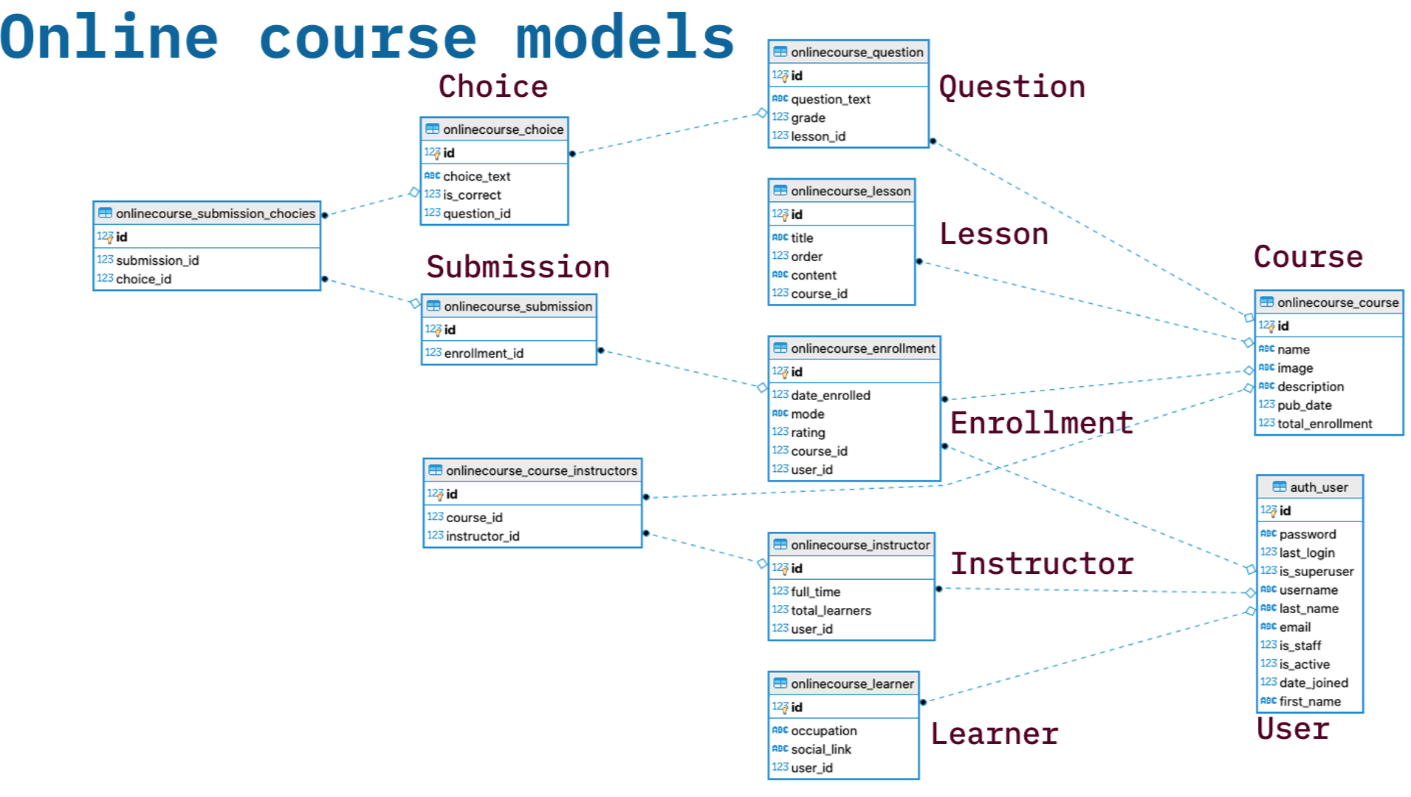 Online course models
Choice
onlinecourse_choice
123 id
ABC choice_text
123 is_correct
123 question_id
onlinecourse_submission_chocies
123 id
123 submission_id
123 choice_id
Submission
onlinecourse_submission
123 id
123 enrollment_id
onlinecourse_course_instructors
123 id
123 course_id
123 instructor_id
onlinecourse_question
123 id
ABC question_text
123 grade
123 lesson_id
Question
onlinecourse_lesson
123 id
ABC title
123 order
ABC content
123 course_id
Lesson
onlinecourse_enrollment
123 id
123 date_enrolled
ABC mode
123 rating
123 course_id
123 user_id
Enrollment
onlinecourse_instructor
123 id
123 full_time
123 total_learners
123 user_id
Instructor
onlinecourse_learner
123 id
ABC occupation
ABC social_link
123 user_id
Learner
Course
onlinecourse_course
123 id
ABC name
ABC image
ABC description
123 pub_date
123 total_enrollment
auth_user
123 id
ABC password
123 last_login
123 is_superuser
ABC username
ABC last_name
ABC email
123 is_staff
123 is_active
123 date_joined
ABC first_name
User